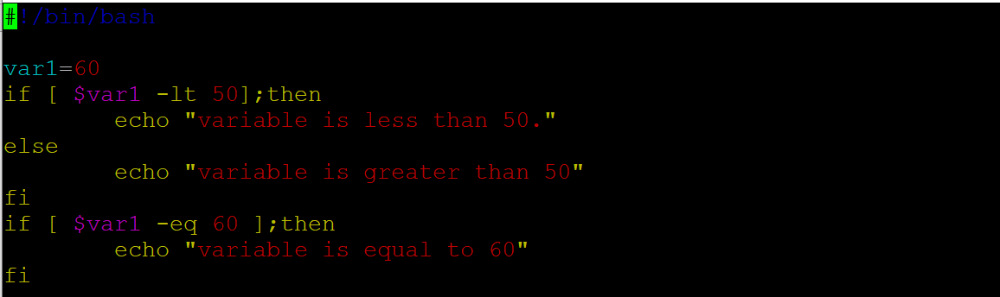 #!/bin/bash

var1=60
if [ $var1 -lt 50];then
        echo "variable is less than 50."
else
        echo "variable is greater than 50"
fi
if [ $var1 -eq 60 ];then
        echo "variable is equal to 60"
fi